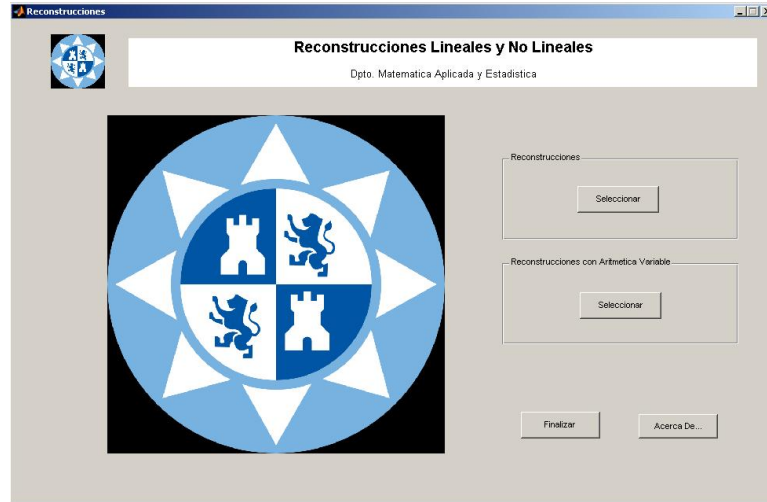 Reconstrucciones
Reconstrucciones Lineales y No Lineales
Dpto. Matematica Aplicada y Estadistica
Reconstrucciones
Seleccionar
Reconstrucciones con Aritmetica Variable
Seleccionar
Finalizar
Acerca De...